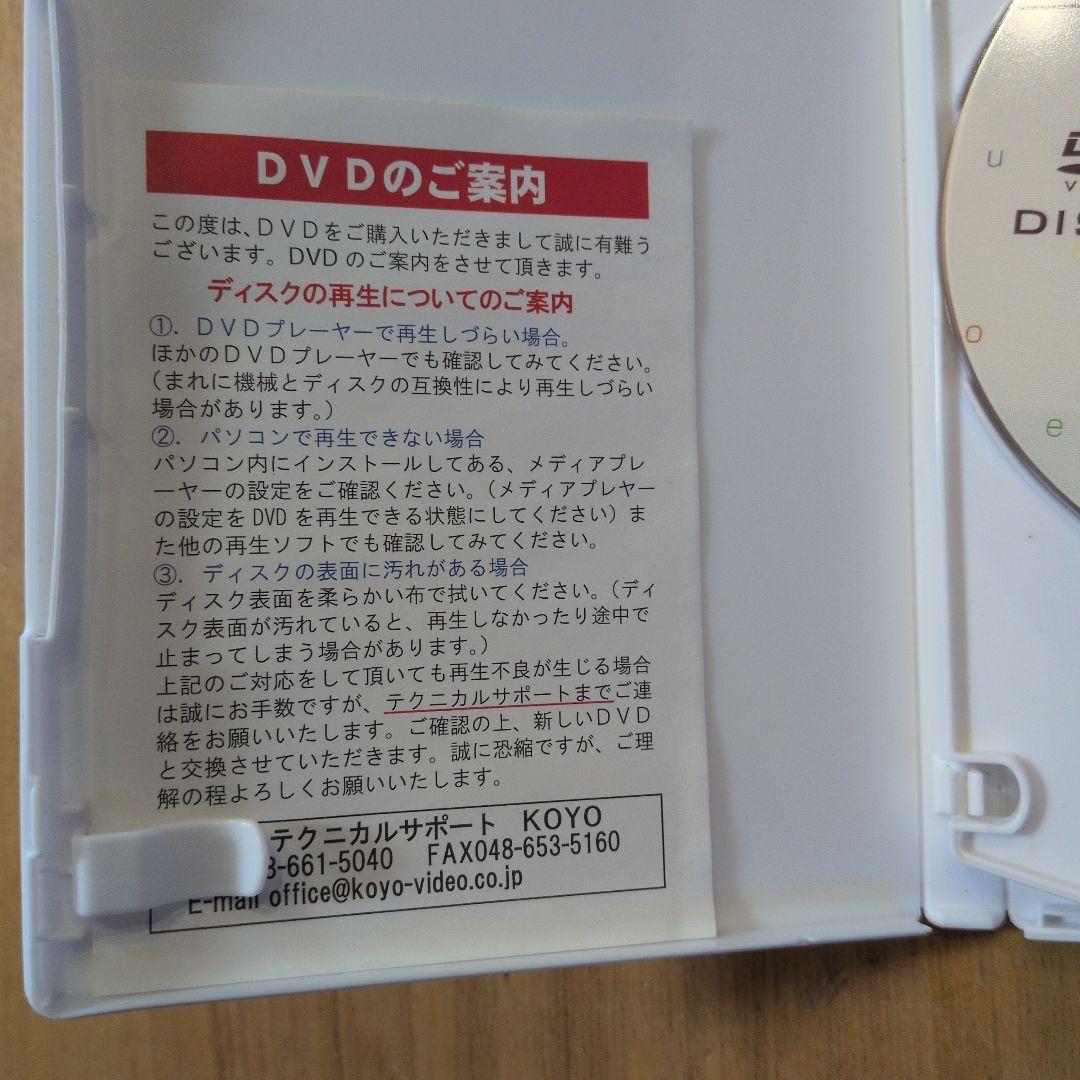 DVDのご案内
この度は、DVDをご購入いただきまして誠に有難う
ございます。DVDのご案内をさせて頂きます。
ディスクの再生についてのご案内
①．DVDプレーヤーで再生しづらい場合。
ほかのDVDプレーヤーでも確認してみてください。
（まれに機械とディスクの互換性により再生しづらい
場合があります。）
②．パソコンで再生できない場合
パソコン内にインストールしてある、メディアプレ
ーヤーの設定をご確認ください。（メディアプレヤー
の設定をDVDを再生できる状態にしてください）ま
た他の再生ソフトでも確認してみてください。
③．ディスクの表面に汚れがある場合
ディスク表面を柔らかい布で拭いてください。（ディ
スク表面が汚れていると、再生しなかったり途中で
止まってしまう場合があります。）
上記のご対応をして頂いても再生不良が生じる場合
は誠にお手数ですが、テクニカルサポートまでご連
絡をお願いいたします。ご確認の上、新しいDVD
と交換させていただきます。誠に恐縮ですが、ご理
解の程よろしくお願いいたします。
テクニカルサポート KOYO
8-661-5040 FAX048-653-5160
E-mail office@koyo-video.co.jp
u
DIS
o
e